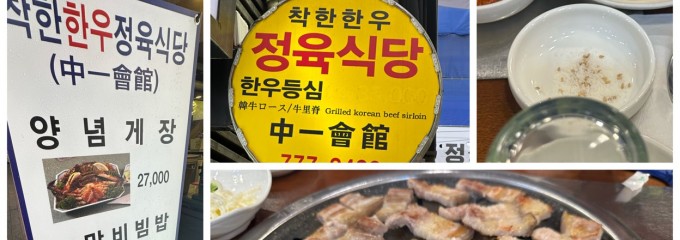 착한한우정육식당
(中一會館)
양념게장
27,000
착한한우
정육식당
한우등심
韓牛ロース/牛里脊 Grilled korean beef sirloin
中一會館
정